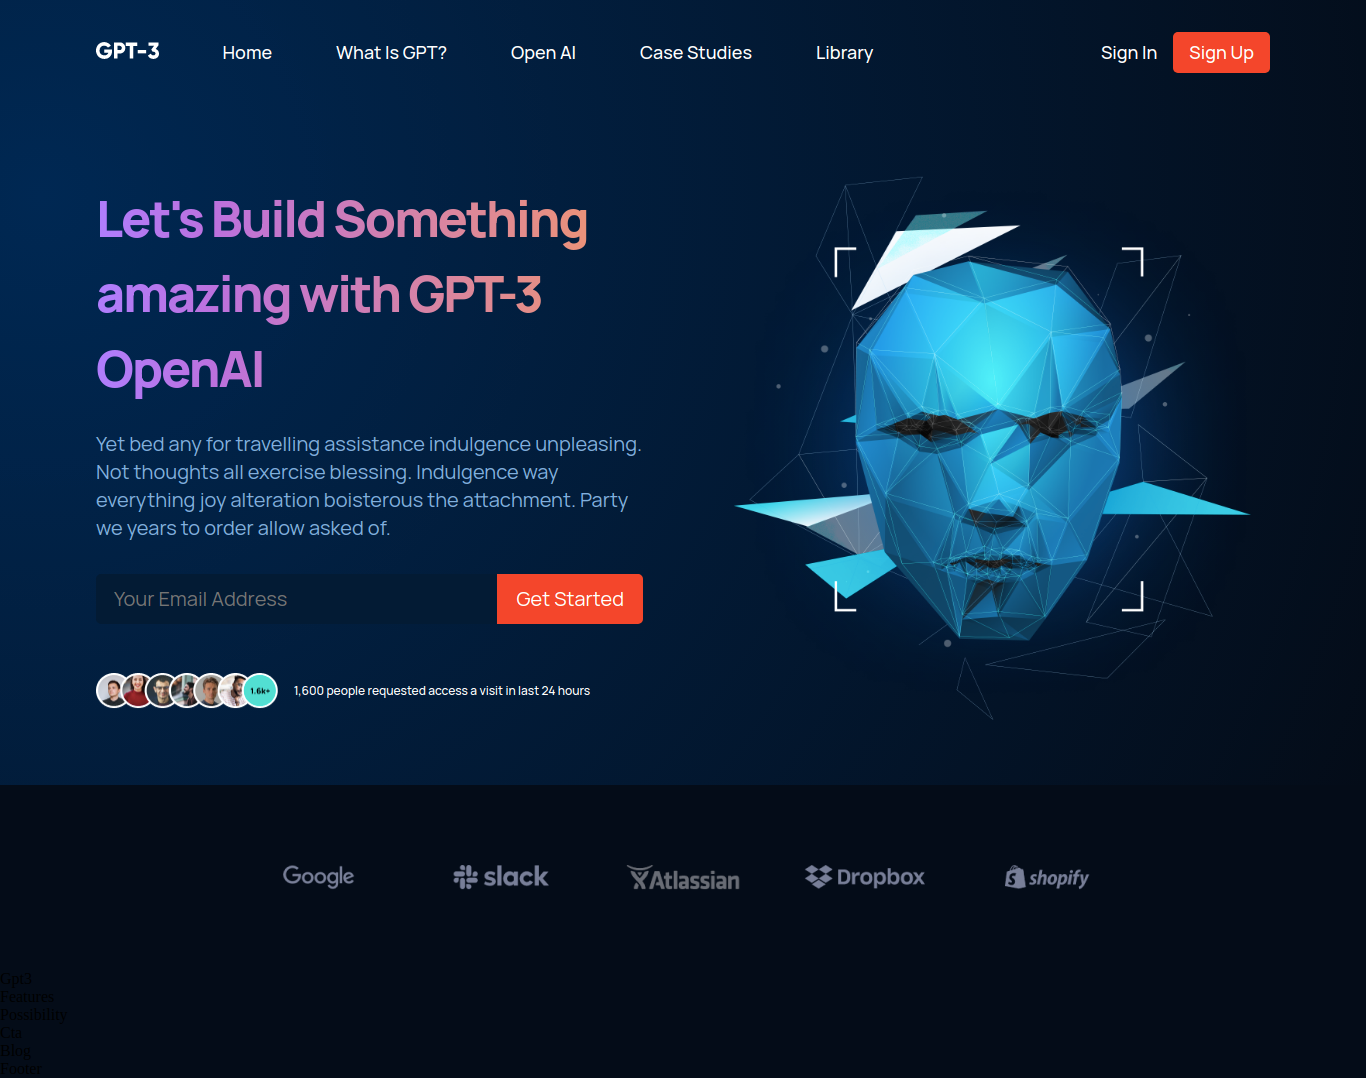 GPT-3 Home What Is GPT? Open AI Case Studies Library Sign In Sign Up
Let's Build Something
amazing with GPT-3
OpenAI
Yet bed any for travelling assistance indulgence unpleasing.
Not thoughts all exercise blessing. Indulgence way
everything joy alteration boisterous the attachment. Party
we years to order allow asked of.
Your Email Address Get Started
1.6k+ 1,600 people requested access a visit in last 24 hours
Google slack Atlassian Dropbox shopify
Gpt3
Features
Possibility
Cta
Blog
Footer